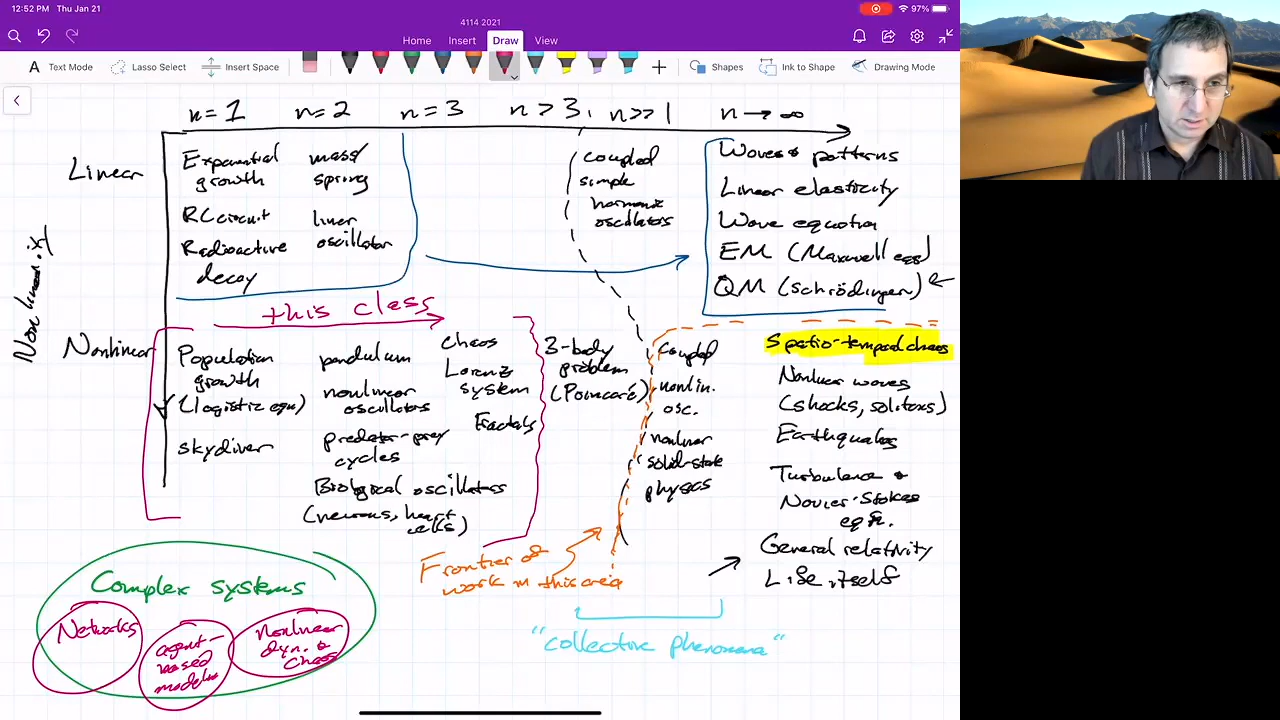 12:52 PM Thu Jan 21
97%
4114 2021
Home Insert Draw View
Text Mode Lasso Select Insert Space Shapes Ink to Shape Drawing Mode
n=1 n=2 n=3 n>3, n>>1 n→∞
Linear
Nonlinearity
Exponential
growth
RC circuit
Radioactive
decay
mass/
spring
linear
oscillator
coupled
simple
harmonic
oscillators
Waves & patterns
Linear elasticity
Wave equation
EM (Maxwell eqs)
QM (Schrödinger)
this class
Nonlinear
Population
growth
(logistic eqn)
skydiver
pendulum
nonlinear
oscillators
predator-prey
cycles
Biological oscillators
(neurons, heart
cells)
chaos
Lorenz
system
Fractals
3-body
problem
(Poincaré)
coupled
nonlin.
osc.
nonlinear
solid-state
physics
Spatio-temporal chaos
Nonlinear waves
(shocks, solitons)
Earthquakes
Turbulence &
Navier-Stokes
eqn.
General relativity
Life itself
Frontier of
work in this area
"collective phenomena"
Complex systems
Networks
agent-
based
models
nonlinear
dyn. &
chaos